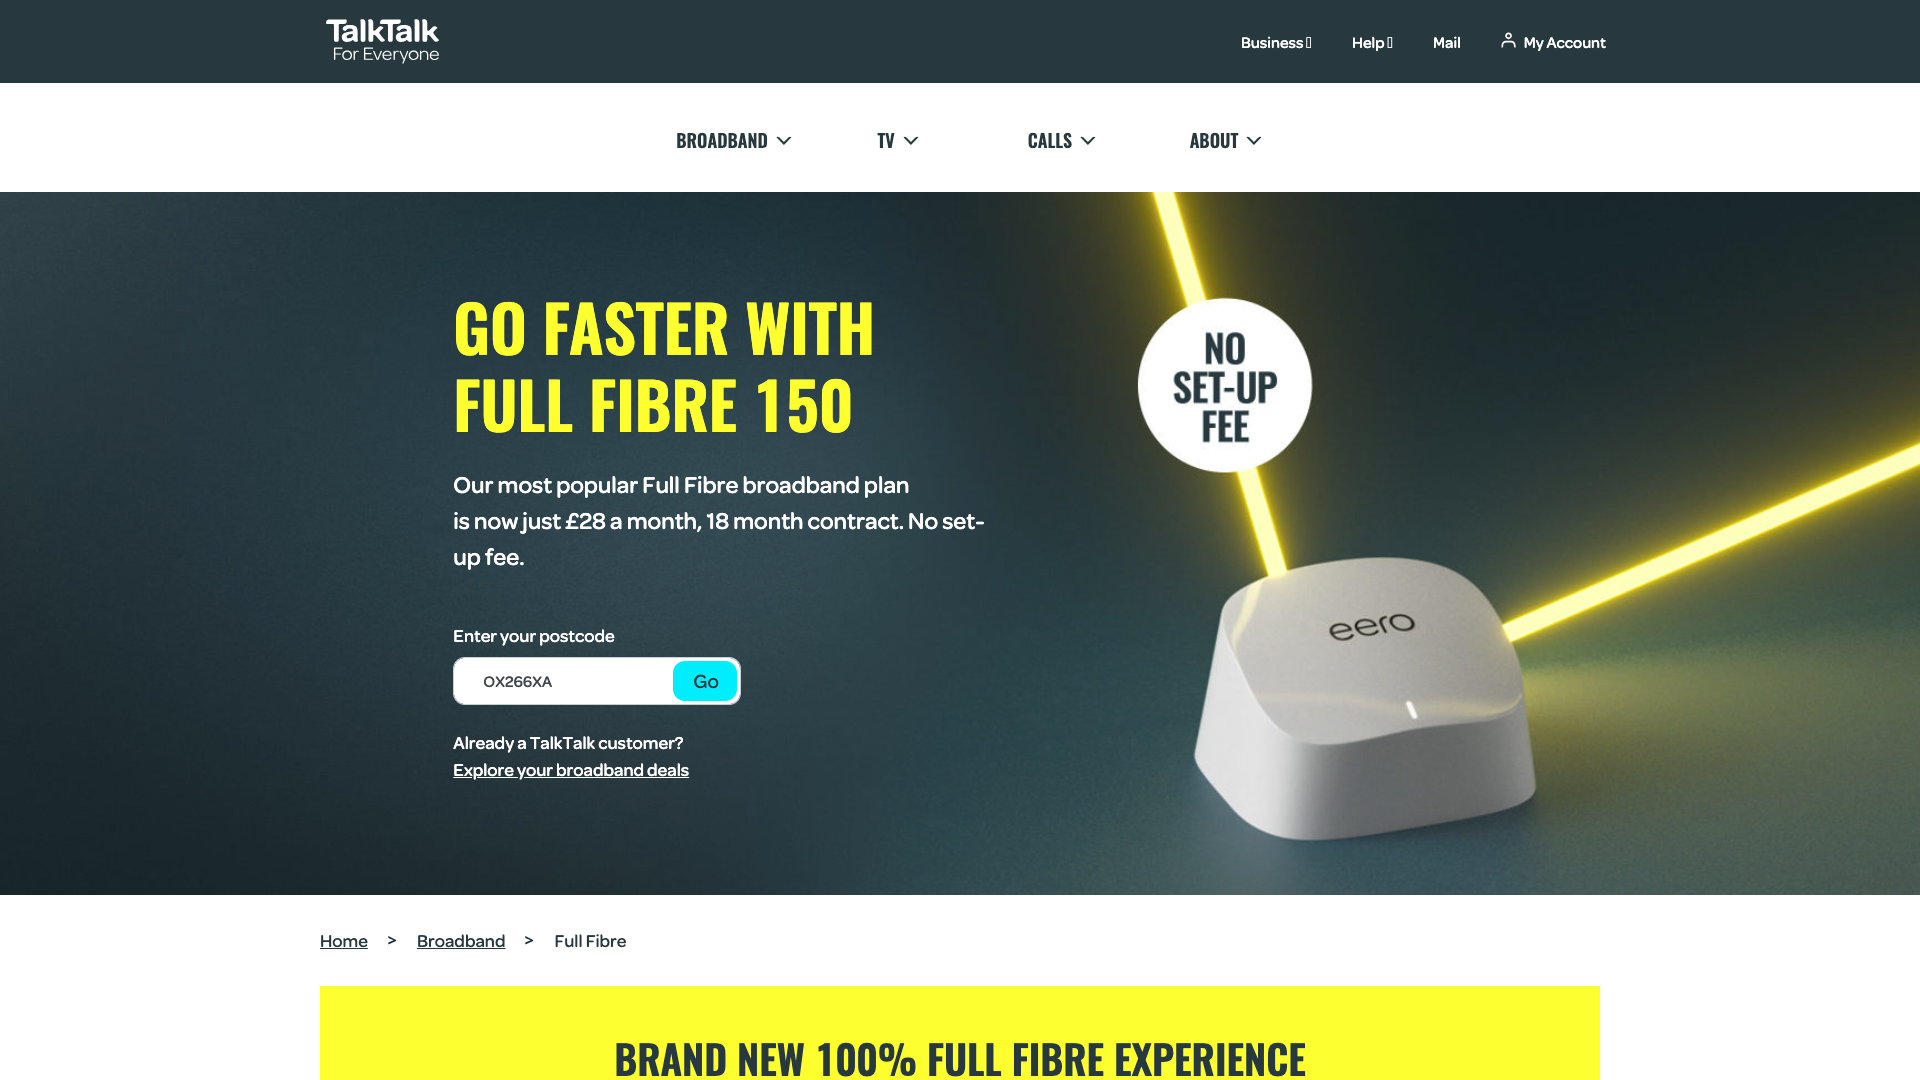 TalkTalk
For Everyone
Business
Help
Mail
My Account
BROADBAND
TV
CALLS
ABOUT
GO FASTER WITH
FULL FIBRE 150
Our most popular Full Fibre broadband plan
is now just £28 a month, 18 month contract. No set-
up fee.
Enter your postcode
OX266XA
Go
Already a TalkTalk customer?
Explore your broadband deals
NO
SET-UP
FEE
eero
Home > Broadband > Full Fibre
BRAND NEW 100% FULL FIBRE EXPERIENCE